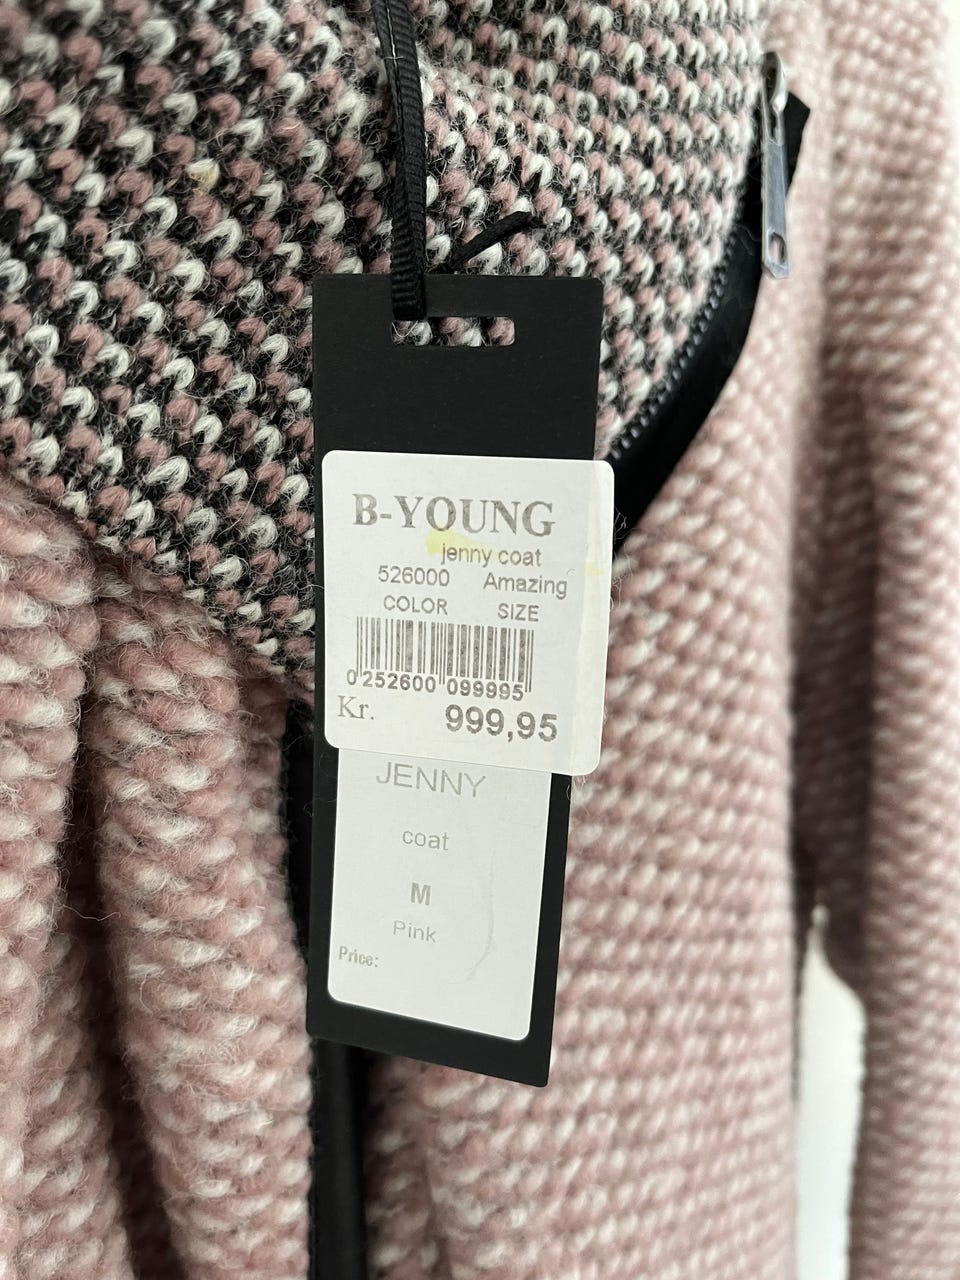 B-YOUNG
jenny coat
526000 Amazing
COLOR SIZE
0 252600 099995
Kr. 999,95
JENNY
coat
M
Pink
Price: